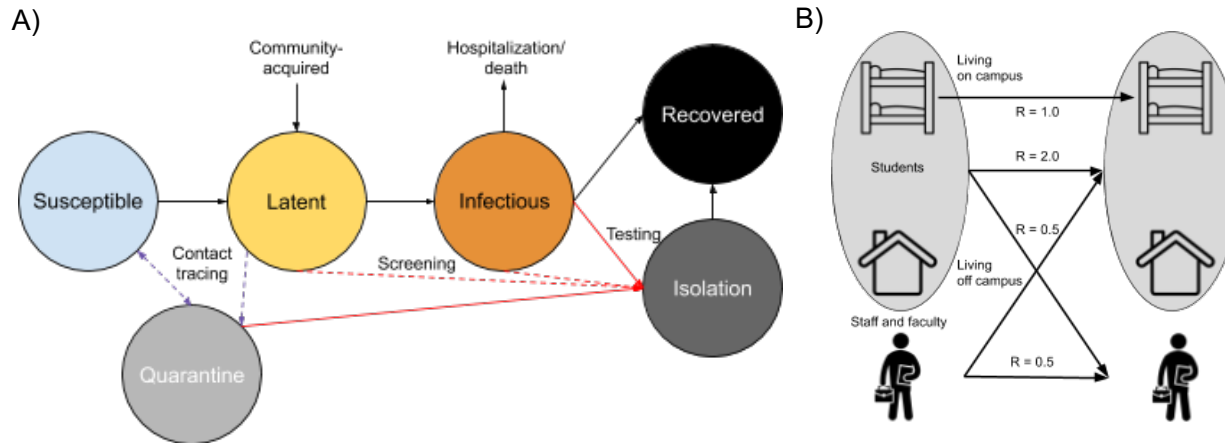 A)
Community-
acquired
Hospitalization/
death
Recovered
Susceptible
Latent
Infectious
Testing
Contact
tracing
Screening
Isolation
Quarantine
B)
Living
on campus
R = 1.0
R = 2.0
Students
R = 0.5
Living
off campus
Staff and faculty
R = 0.5